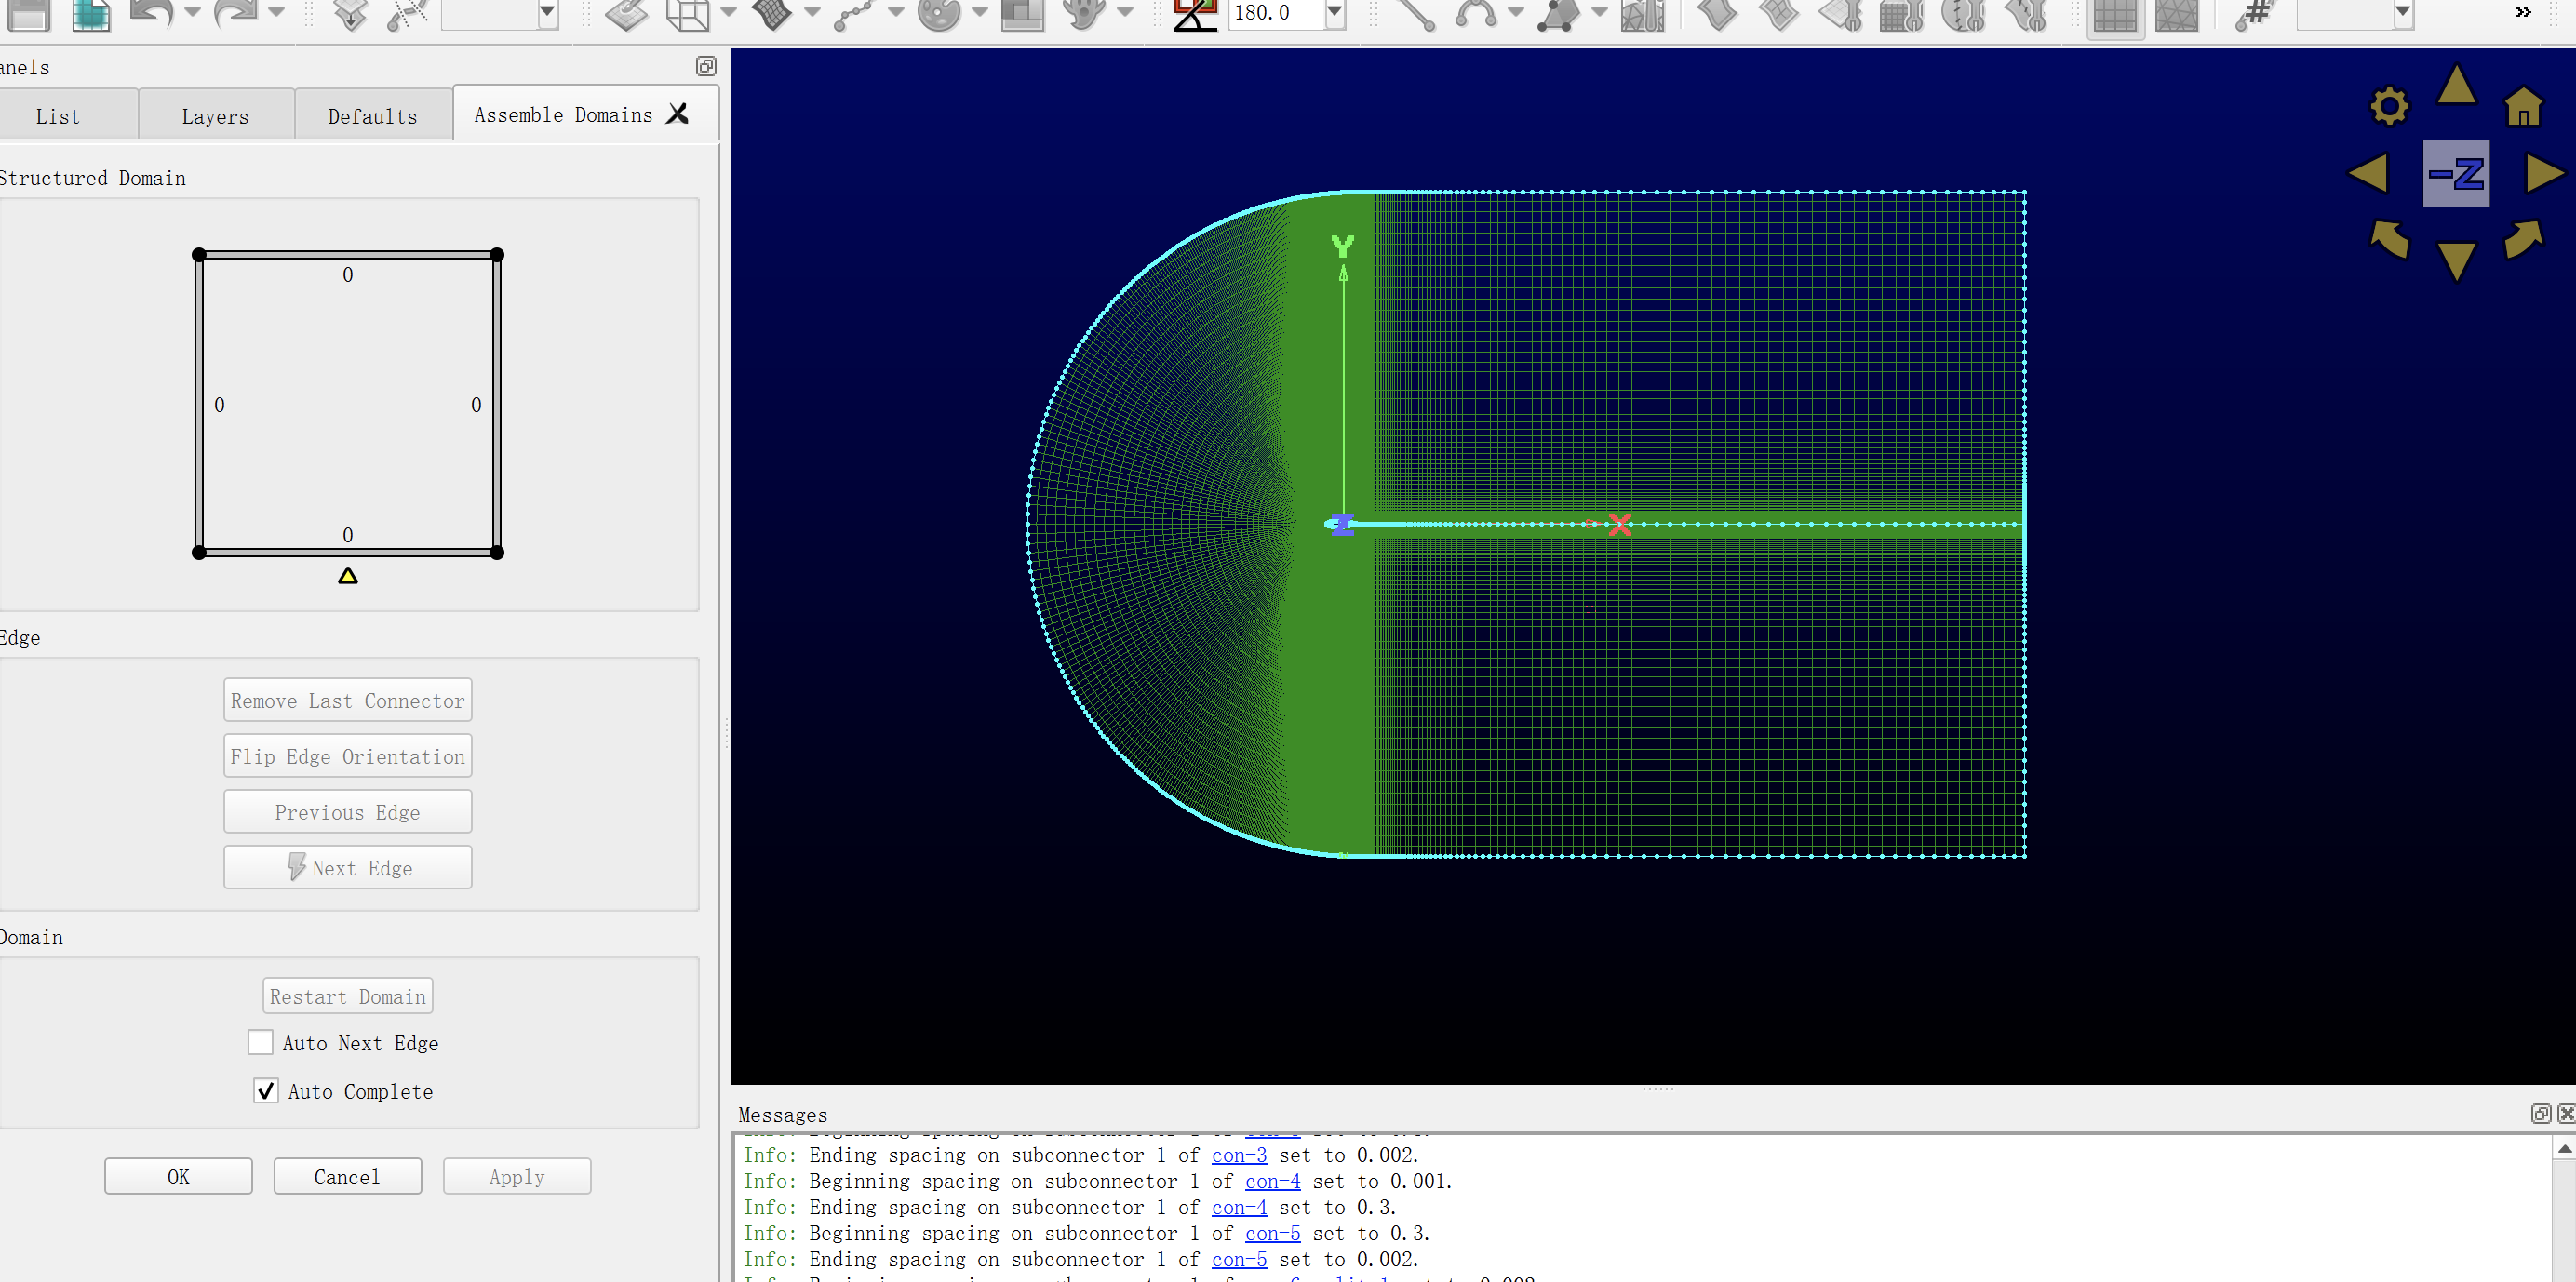 180.0
»
anels
List
Layers
Defaults
Assemble Domains
Structured Domain
0
0
0
0
Edge
Remove Last Connector
Flip Edge Orientation
Previous Edge
Next Edge
Domain
Restart Domain
Auto Next Edge
Auto Complete
OK
Cancel
Apply
-Z
Y
Z
X
Messages
Info: Ending spacing on subconnector 1 of con-3 set to 0.002.
Info: Beginning spacing on subconnector 1 of con-4 set to 0.001.
Info: Ending spacing on subconnector 1 of con-4 set to 0.3.
Info: Beginning spacing on subconnector 1 of con-5 set to 0.3.
Info: Ending spacing on subconnector 1 of con-5 set to 0.002.